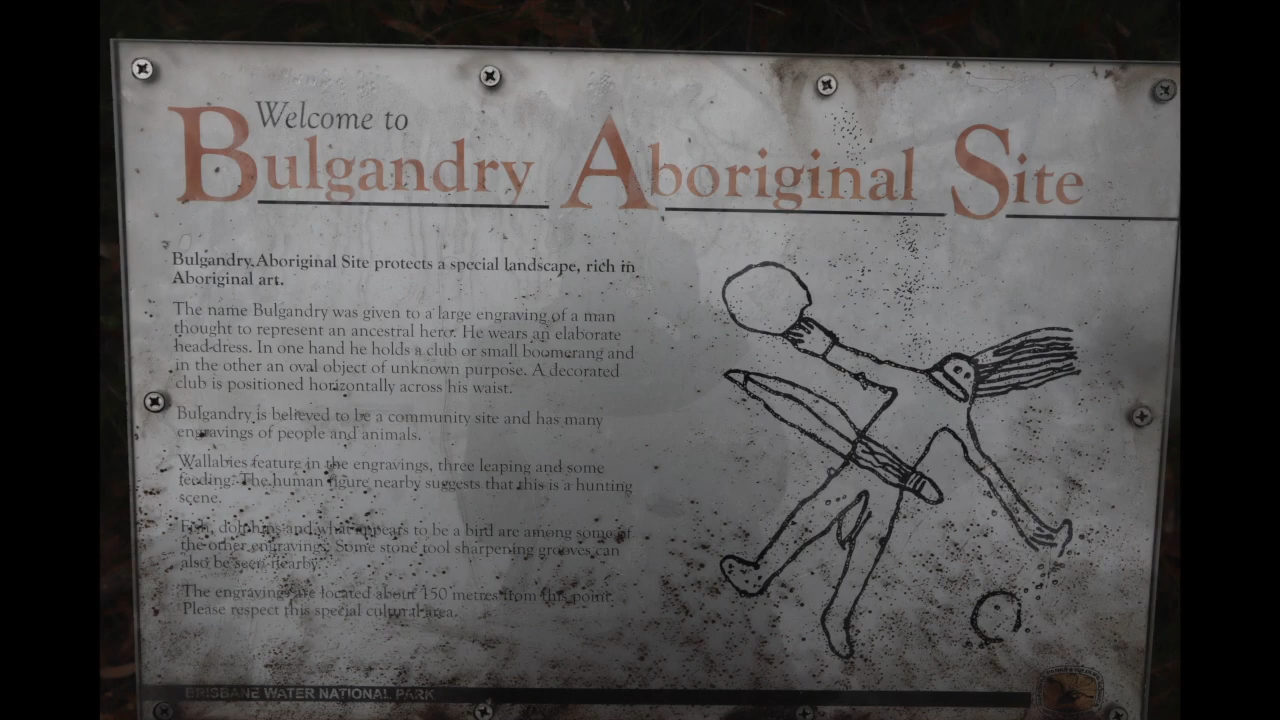 Welcome to
Bulgandry Aboriginal Site
Bulgandry Aboriginal Site protects a special landscape, rich in
Aboriginal art.
The name Bulgandry was given to a large engraving of a man
thought to represent an ancestral hero. He wears an elaborate
head-dress. In one hand he holds a club or small boomerang and
in the other an oval object of unknown purpose. A decorated
club is positioned horizontally across his waist.
Bulgandry is believed to be a community site and has many
engravings of people and animals.
Wallabies feature in the engravings, three leaping and some
feeding. The human figure nearby suggests that this is a hunting
scene.
Fish, dolphins and what appears to be a bird are among some of
the other engravings. Some stone tool sharpening grooves can
also be seen nearby.
The engravings are located about 150 metres from this point.
Please respect this special cultural area.
BRISBANE WATER NATIONAL PARK